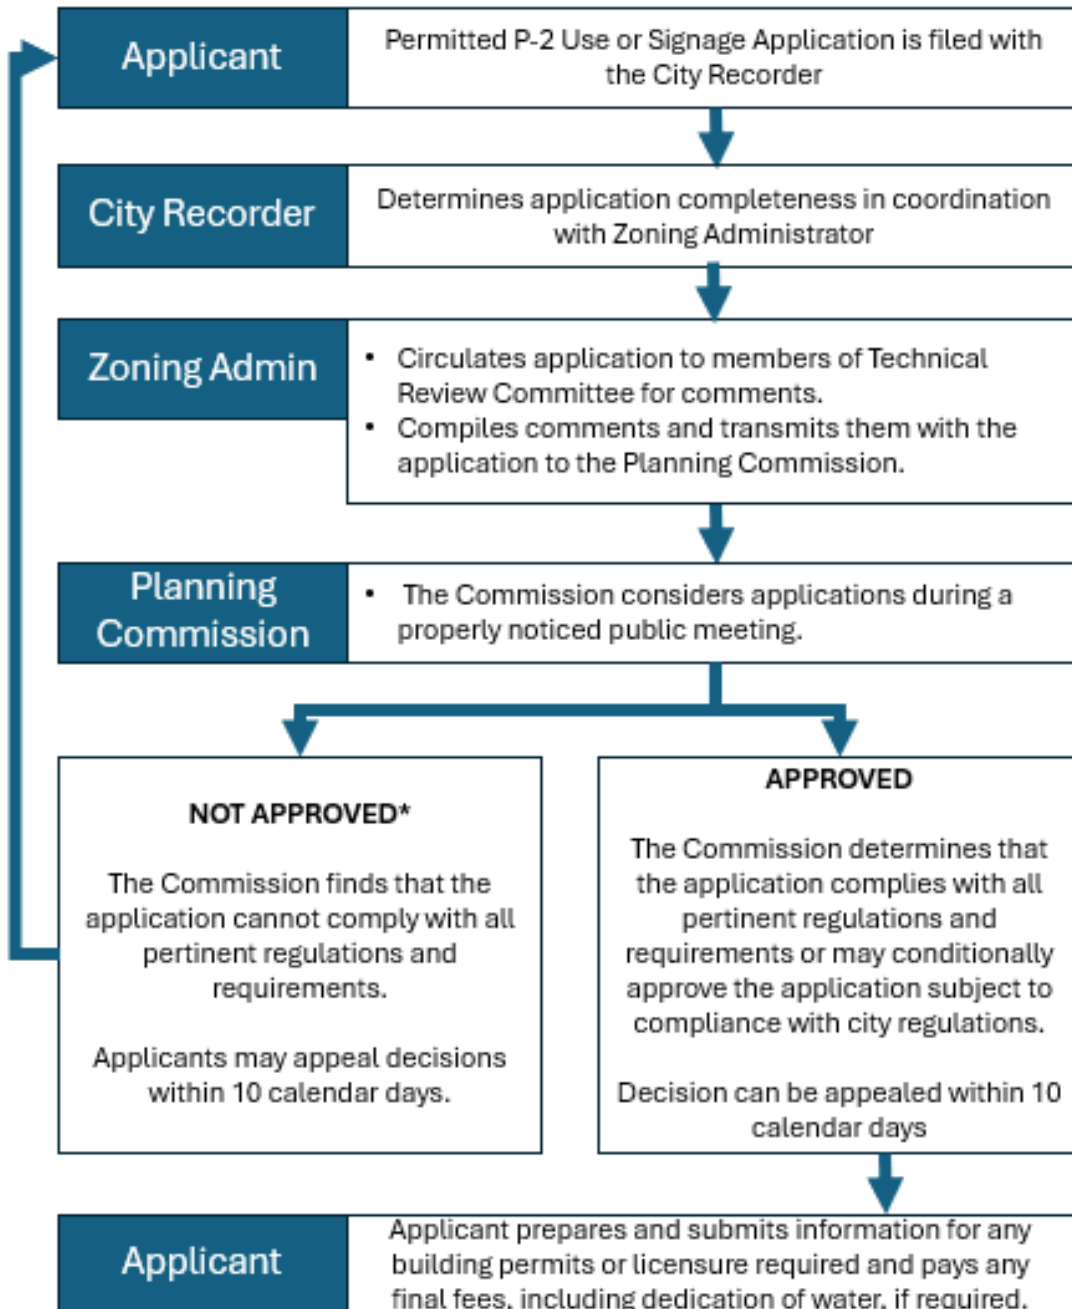 Applicant
Permitted P-2 Use or Signage Application is filed with
the City Recorder
City Recorder
Determines application completeness in coordination
with Zoning Administrator
Zoning Admin
• Circulates application to members of Technical
Review Committee for comments.
• Compiles comments and transmits them with the
application to the Planning Commission.
Planning
Commission
• The Commission considers applications during a
properly noticed public meeting.
NOT APPROVED*
The Commission finds that the
application cannot comply with all
pertinent regulations and
requirements.
Applicants may appeal decisions
within 10 calendar days.
APPROVED
The Commission determines that
the application complies with all
pertinent regulations and
requirements or may conditionally
approve the application subject to
compliance with city regulations.
Decision can be appealed within 10
calendar days
Applicant
Applicant prepares and submits information for any
building permits or licensure required and pays any
final fees, including dedication of water, if required.